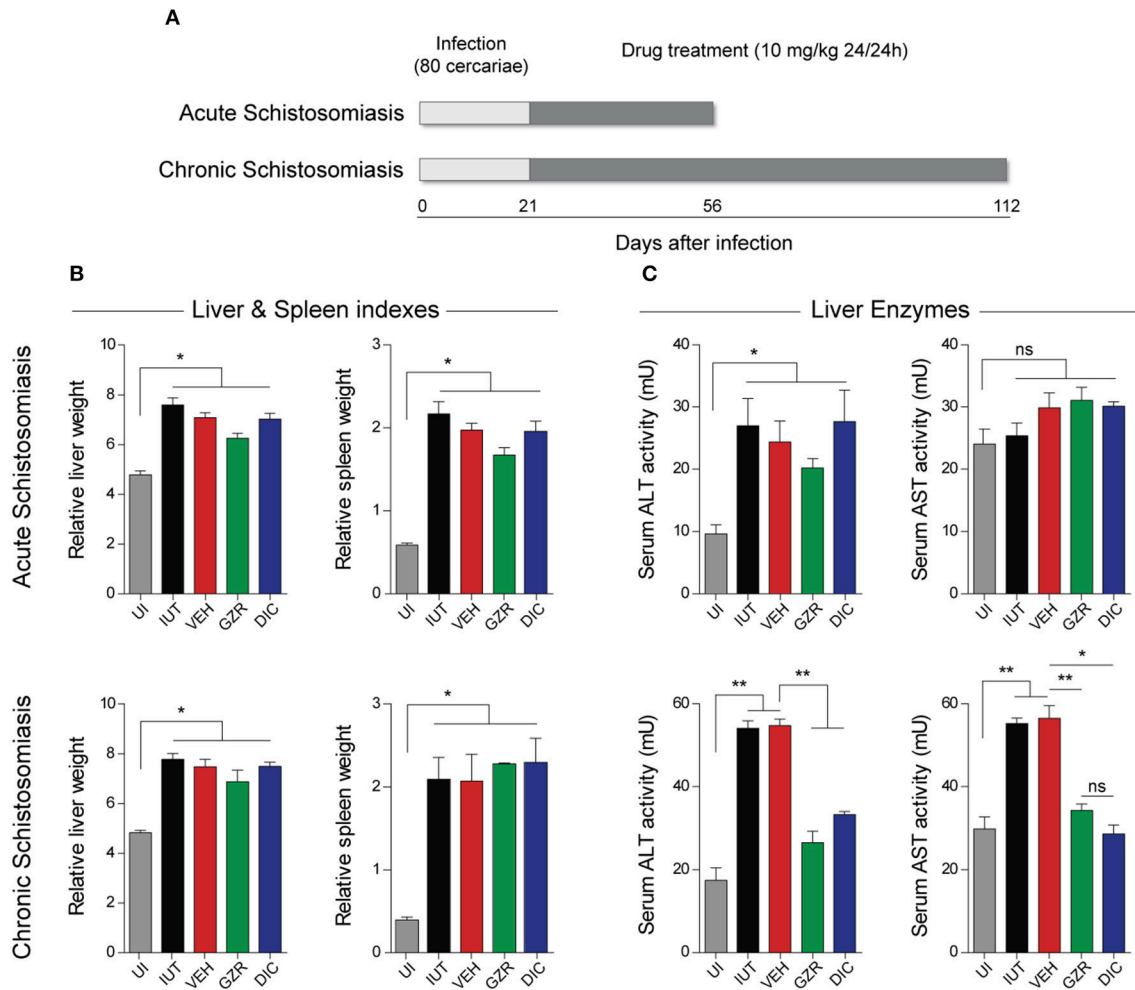 A
Infection
(80 cercariae)
Drug treatment (10 mg/kg 24/24h)
Acute Schistosomiasis
Chronic Schistosomiasis
0 21 56 112
Days after infection
B
Liver & Spleen indexes
C
Liver Enzymes
Acute Schistosomiasis
Relative liver weight
10
8
6
4
2
0
*
UI IUT VEH GZR DIC
Relative spleen weight
3
2
1
0
*
UI IUT VEH GZR DIC
Serum ALT activity (mU)
40
30
20
10
0
*
UI IUT VEH GZR DIC
Serum AST activity (mU)
40
30
20
10
0
ns
UI IUT VEH GZR DIC
Chronic Schistosomiasis
Relative liver weight
10
8
6
4
2
0
*
UI IUT VEH GZR DIC
Relative spleen weight
3
2
1
0
*
UI IUT VEH GZR DIC
Serum ALT activity (mU)
60
40
20
0
** **
UI IUT VEH GZR DIC
Serum AST activity (mU)
60
40
20
0
*
** **
ns
UI IUT VEH GZR DIC